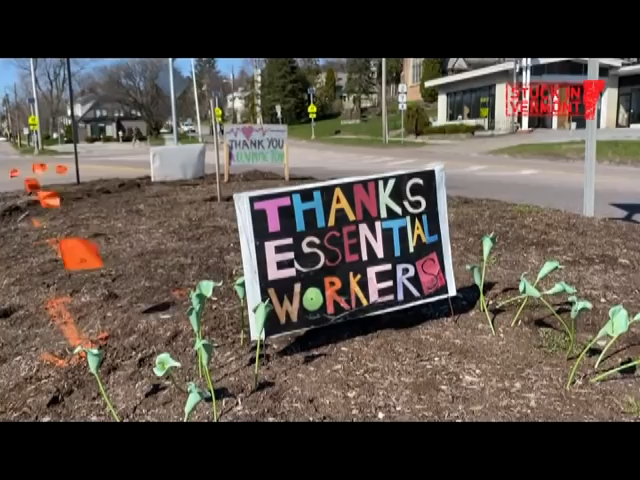 STUCK IN
VERMONT
THANK YOU
THANKS
ESSENTIAL
WORKERS